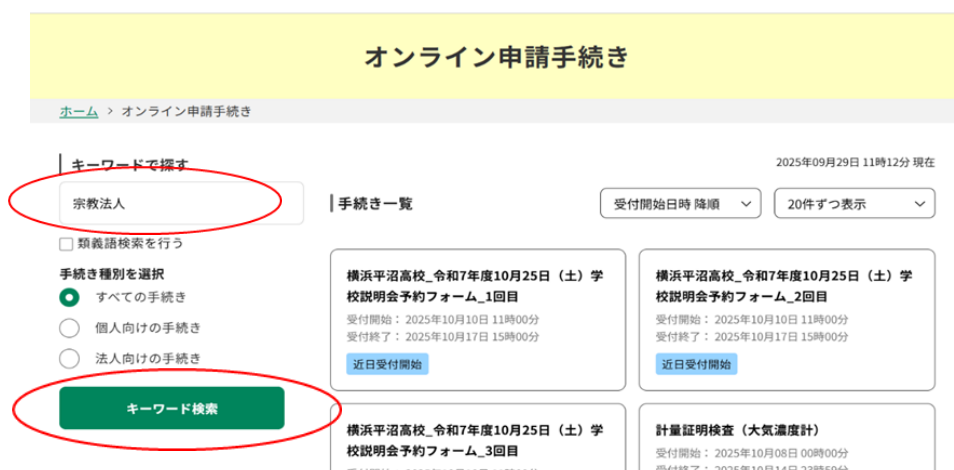 オンライン申請手続き
ホーム > オンライン申請手続き
キーワードで探す
宗教法人
類義語検索を行う
手続き種別を選択
すべての手続き
個人向けの手続き
法人向けの手続き
キーワード検索
2025年09月29日 11時12分 現在
手続き一覧
受付開始日時 降順
20件ずつ表示
横浜平沼高校_令和7年度10月25日（土）学
校説明会予約フォーム_1回目
受付開始： 2025年10月10日 11時00分
受付終了： 2025年10月17日 15時00分
近日受付開始
横浜平沼高校_令和7年度10月25日（土）学
校説明会予約フォーム_2回目
受付開始： 2025年10月10日 11時00分
受付終了： 2025年10月17日 15時00分
近日受付開始
横浜平沼高校_令和7年度10月25日（土）学
校説明会予約フォーム_3回目
計量証明検査（大気濃度計）
受付開始： 2025年10月08日 00時00分